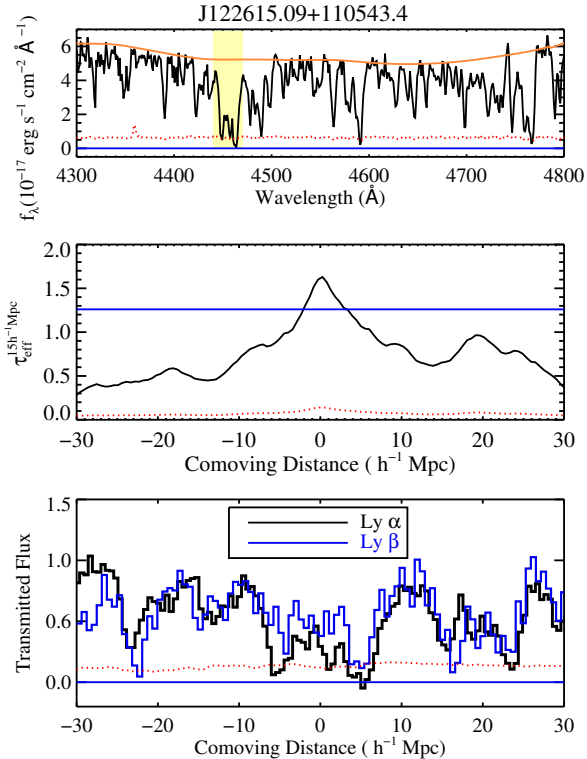 J122615.09+110543.4
f_λ(10⁻¹⁷ erg s⁻¹ cm⁻² Å⁻¹)
6
4
2
0
4300 4400 4500 4600 4700 4800
Wavelength (Å)
τ_eff^{15h⁻¹Mpc}
2.0
1.5
1.0
0.5
0.0
−30 −20 −10 0 10 20 30
Comoving Distance ( h⁻¹ Mpc)
Transmitted Flux
1.5
1.0
0.6
0.0
Ly α
Ly β
−30 −20 −10 0 10 20 30
Comoving Distance ( h⁻¹ Mpc)